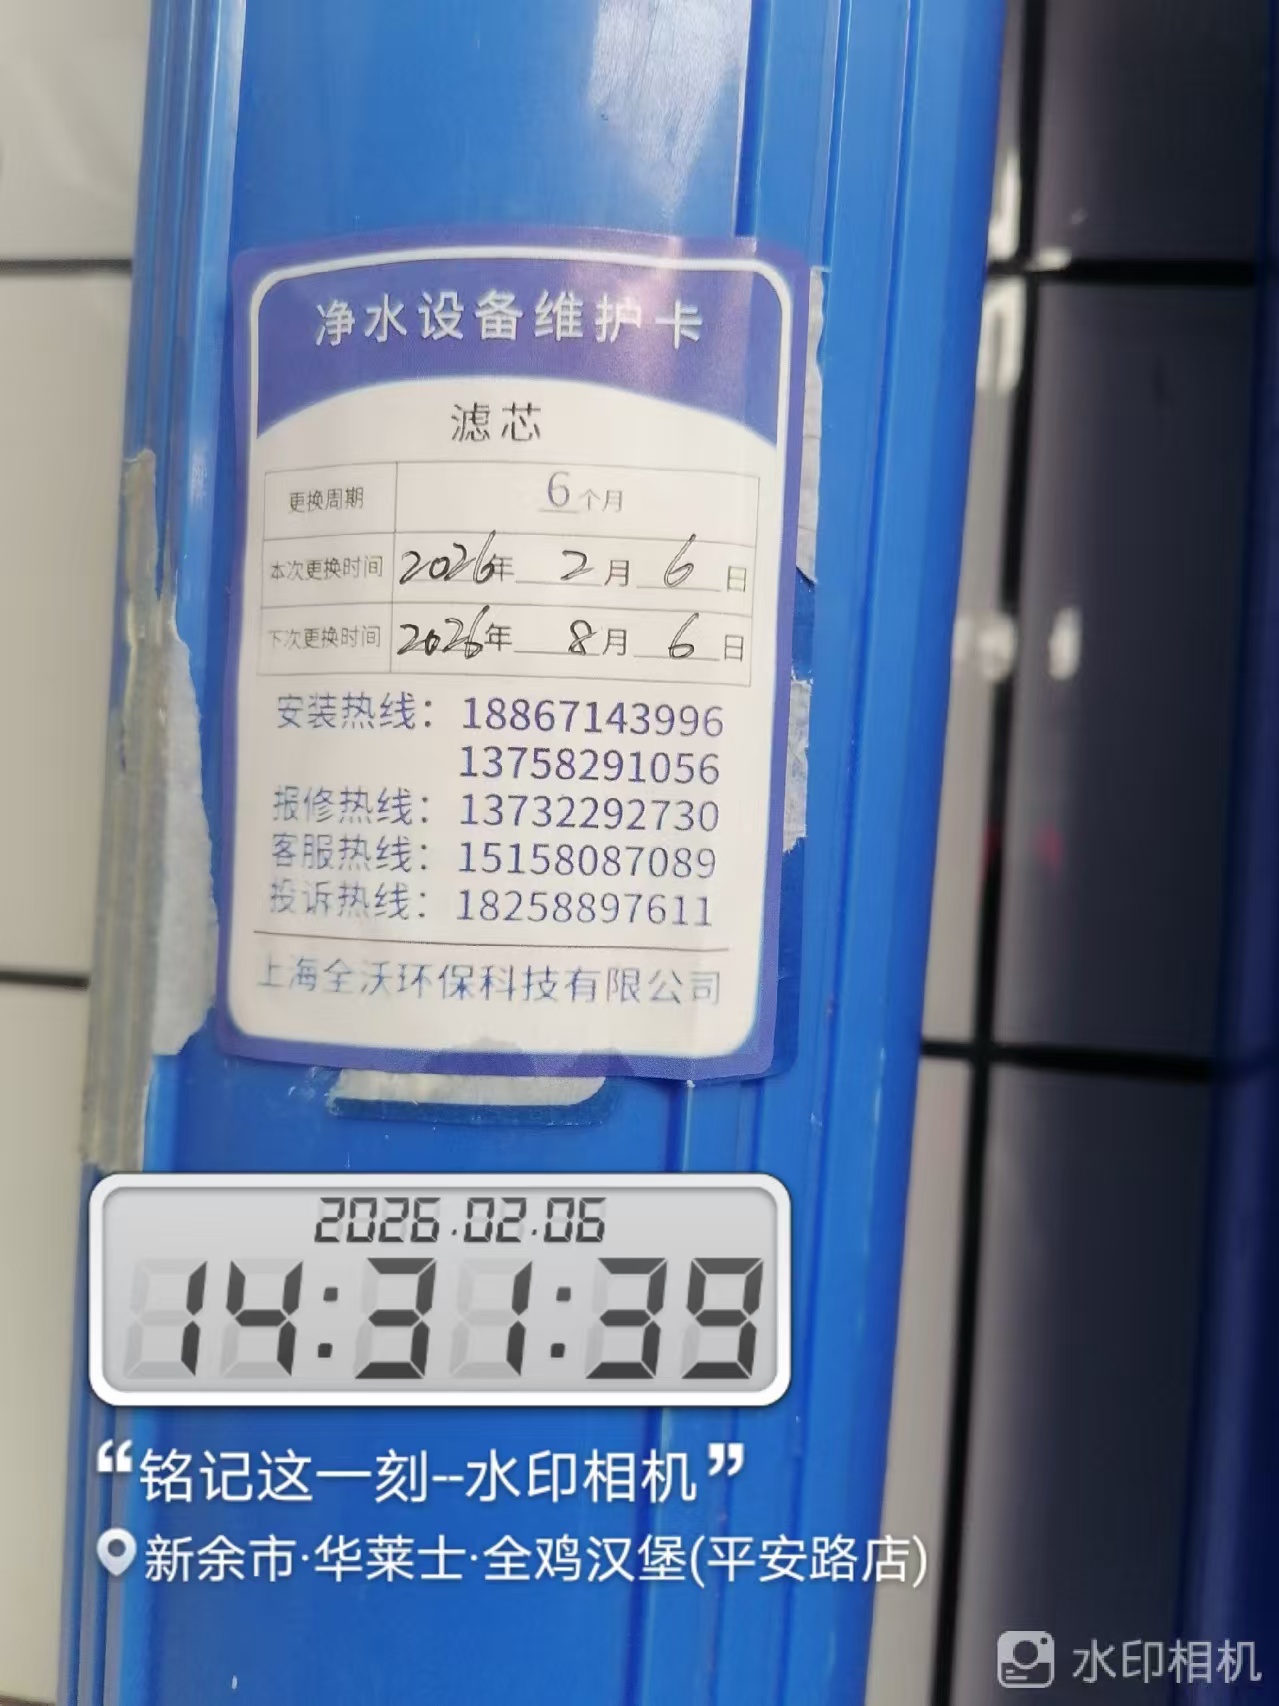 净水设备维护卡
滤芯
更换周期 6个月
本次更换时间 2026年 2月 6日
下次更换时间 2026年 8月 6日
安装热线：18867143996
13758291056
报修热线：13732292730
客服热线：15158087089
投诉热线：18258897611
上海全沃环保科技有限公司
2026.02.06
14:31:39
“铭记这一刻--水印相机”
新余市·华莱士·全鸡汉堡(平安路店)
水印相机